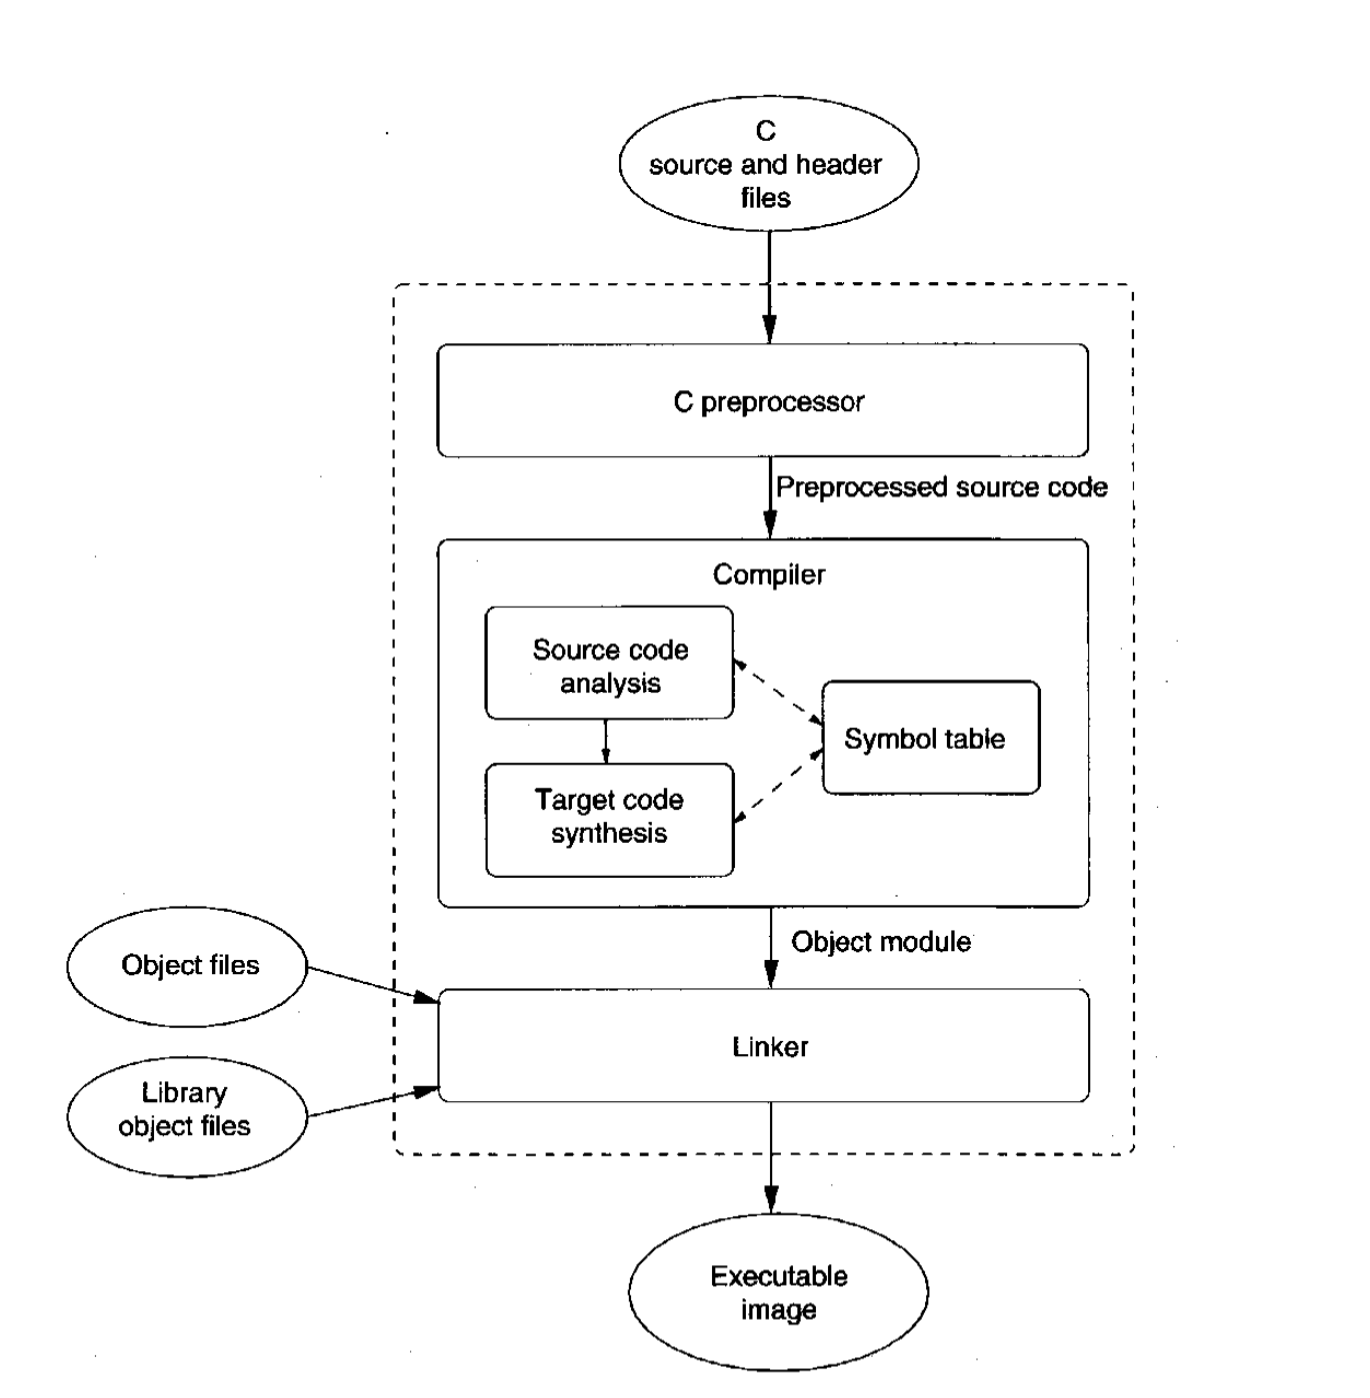 C
source and header
files
C preprocessor
Preprocessed source code
Compiler
Source code
analysis
Symbol table
Target code
synthesis
Object module
Object files
Linker
Library
object files
Executable
image